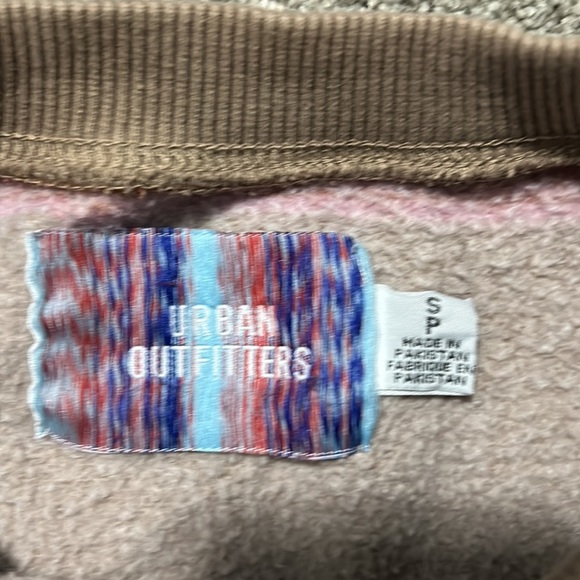 URBAN
OUTFITTERS
S
P
MADE IN
PAKISTAN
FABRIQUE EN
PAKISTAN